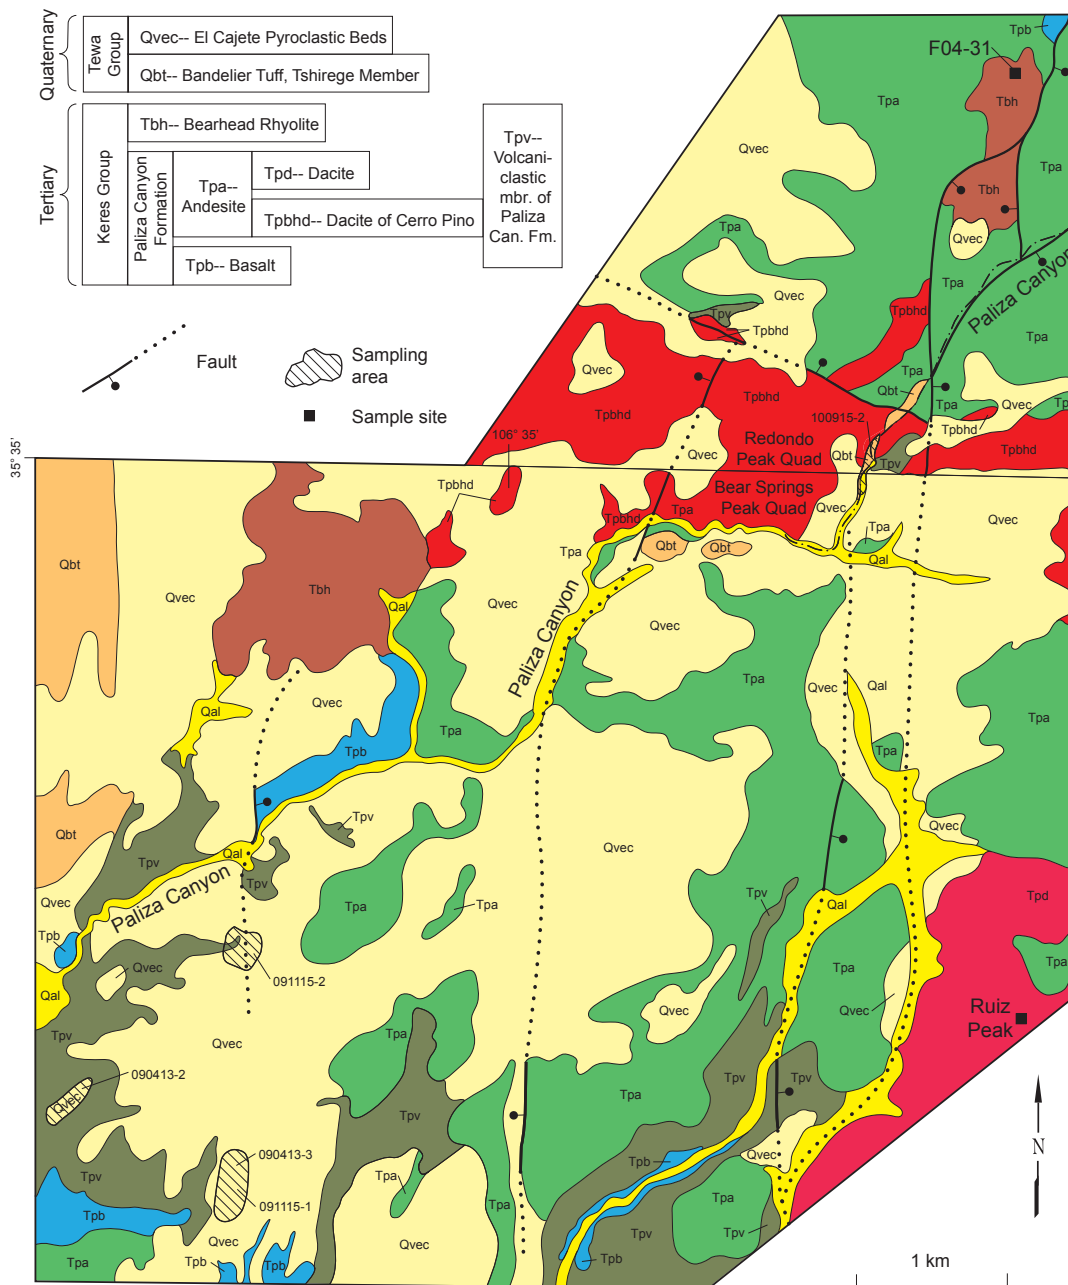 Quaternary
Tewa
Group
Qvec-- El Cajete Pyroclastic Beds
Qbt-- Bandelier Tuff, Tshirege Member
Tertiary
Keres Group
Tbh-- Bearhead Rhyolite
Paliza Canyon
Formation
Tpa--
Andesite
Tpd-- Dacite
Tpbhd-- Dacite of Cerro Pino
Tpb-- Basalt
Tpv--
Volcani-
clastic
mbr. of
Paliza
Can. Fm.
Fault
Sampling
area
Sample site
Tpb
F04-31
Tbh
Tpa
Qvec
Tpa
Tbh
Qvec
Tpa
Paliza Canyon
Qvec
Tpa
Tpv
Tpbhd
Tpbhd
Tpa
Tpa
Qvec
Tpbhd
Tpbhd
Tpa
Qbt
Tpa
Qvec
Tp
Tpbhd
100915-2
106° 35'
35° 35'
Redondo
Peak Quad
Qvec
Qbt
Tpv
Tpbhd
Tpbhd
Bear Springs
Peak Quad
Tpbhd
Tpa
Qvec
Qvec
Tpa
Qal
Qbt
Qbt
Qbt
Tpa
Qvec
Tbh
Qal
Qvec
Paliza Canyon
Qvec
Tpa
Qvec
Qal
Qvec
Qal
Tpa
Tpa
Tpb
Tpa
Qbt
Tpv
Qvec
Qvec
Tpv
Qal
Tpv
Paliza Canyon
Tpv
Qal
Tpd
Qvec
Tpa
Tpa
Tpb
Qvec
Tpa
Tpa
Qal
091115-2
Qvec
Ruiz
Peak
Qvec
Tpv
Qvec
Tpa
090413-2
Qvec
Tpa
Tpv
Tpv
Tpv
N
090413-3
Tpb
Qvec
Tpv
Tpa
091115-1
Tpb
Tpa
Tpa
Tpv
Tpv
Qvec
Qvec
Tpa
Tpb
Tpb
Tpb
1 km